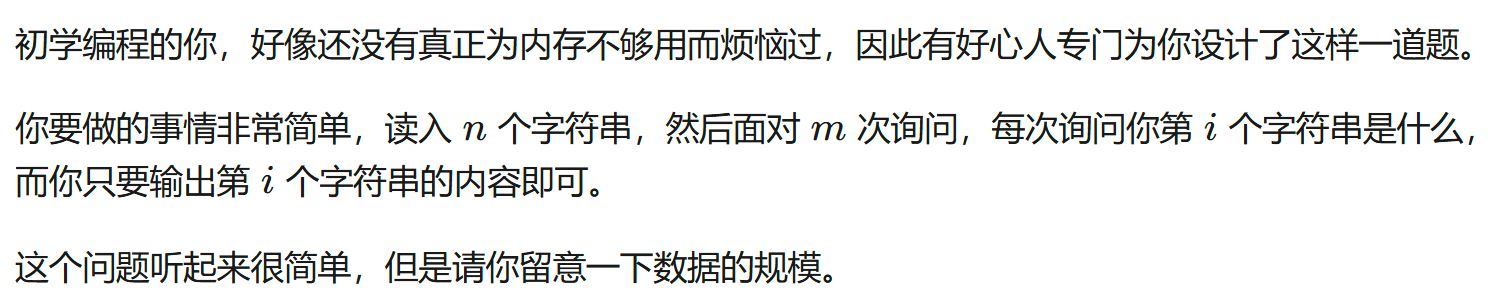 初学编程的你，好像还没有真正为内存不够用而烦恼过，因此有好心人专门为你设计了这样一道题。
你要做的事情非常简单，读入 n 个字符串，然后面对 m 次询问，每次询问你第 i 个字符串是什么，
而你只要输出第 i 个字符串的内容即可。
这个问题听起来很简单，但是请你留意一下数据的规模。